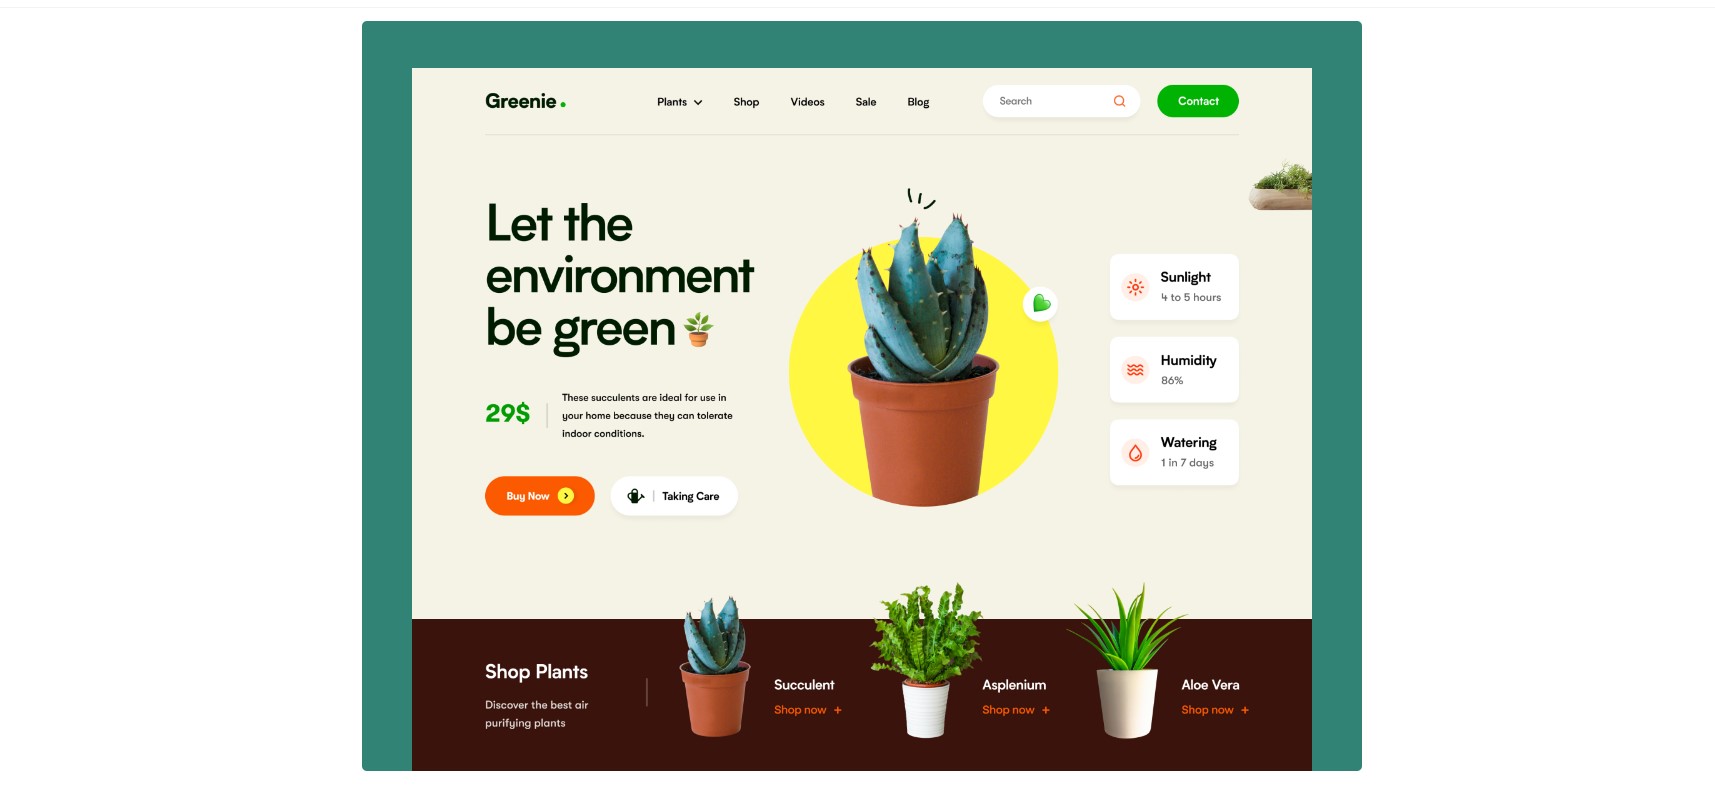 Greenie.
Plants
Shop
Videos
Sale
Blog
Search
Contact
Let the
environment
be green
29$
These succulents are ideal for use in
your home because they can tolerate
indoor conditions.
Buy Now
Taking Care
Sunlight
4 to 5 hours
Humidity
86%
Watering
1 in 7 days
Shop Plants
Discover the best air
purifying plants
Succulent
Shop now +
Asplenium
Shop now +
Aloe Vera
Shop now +